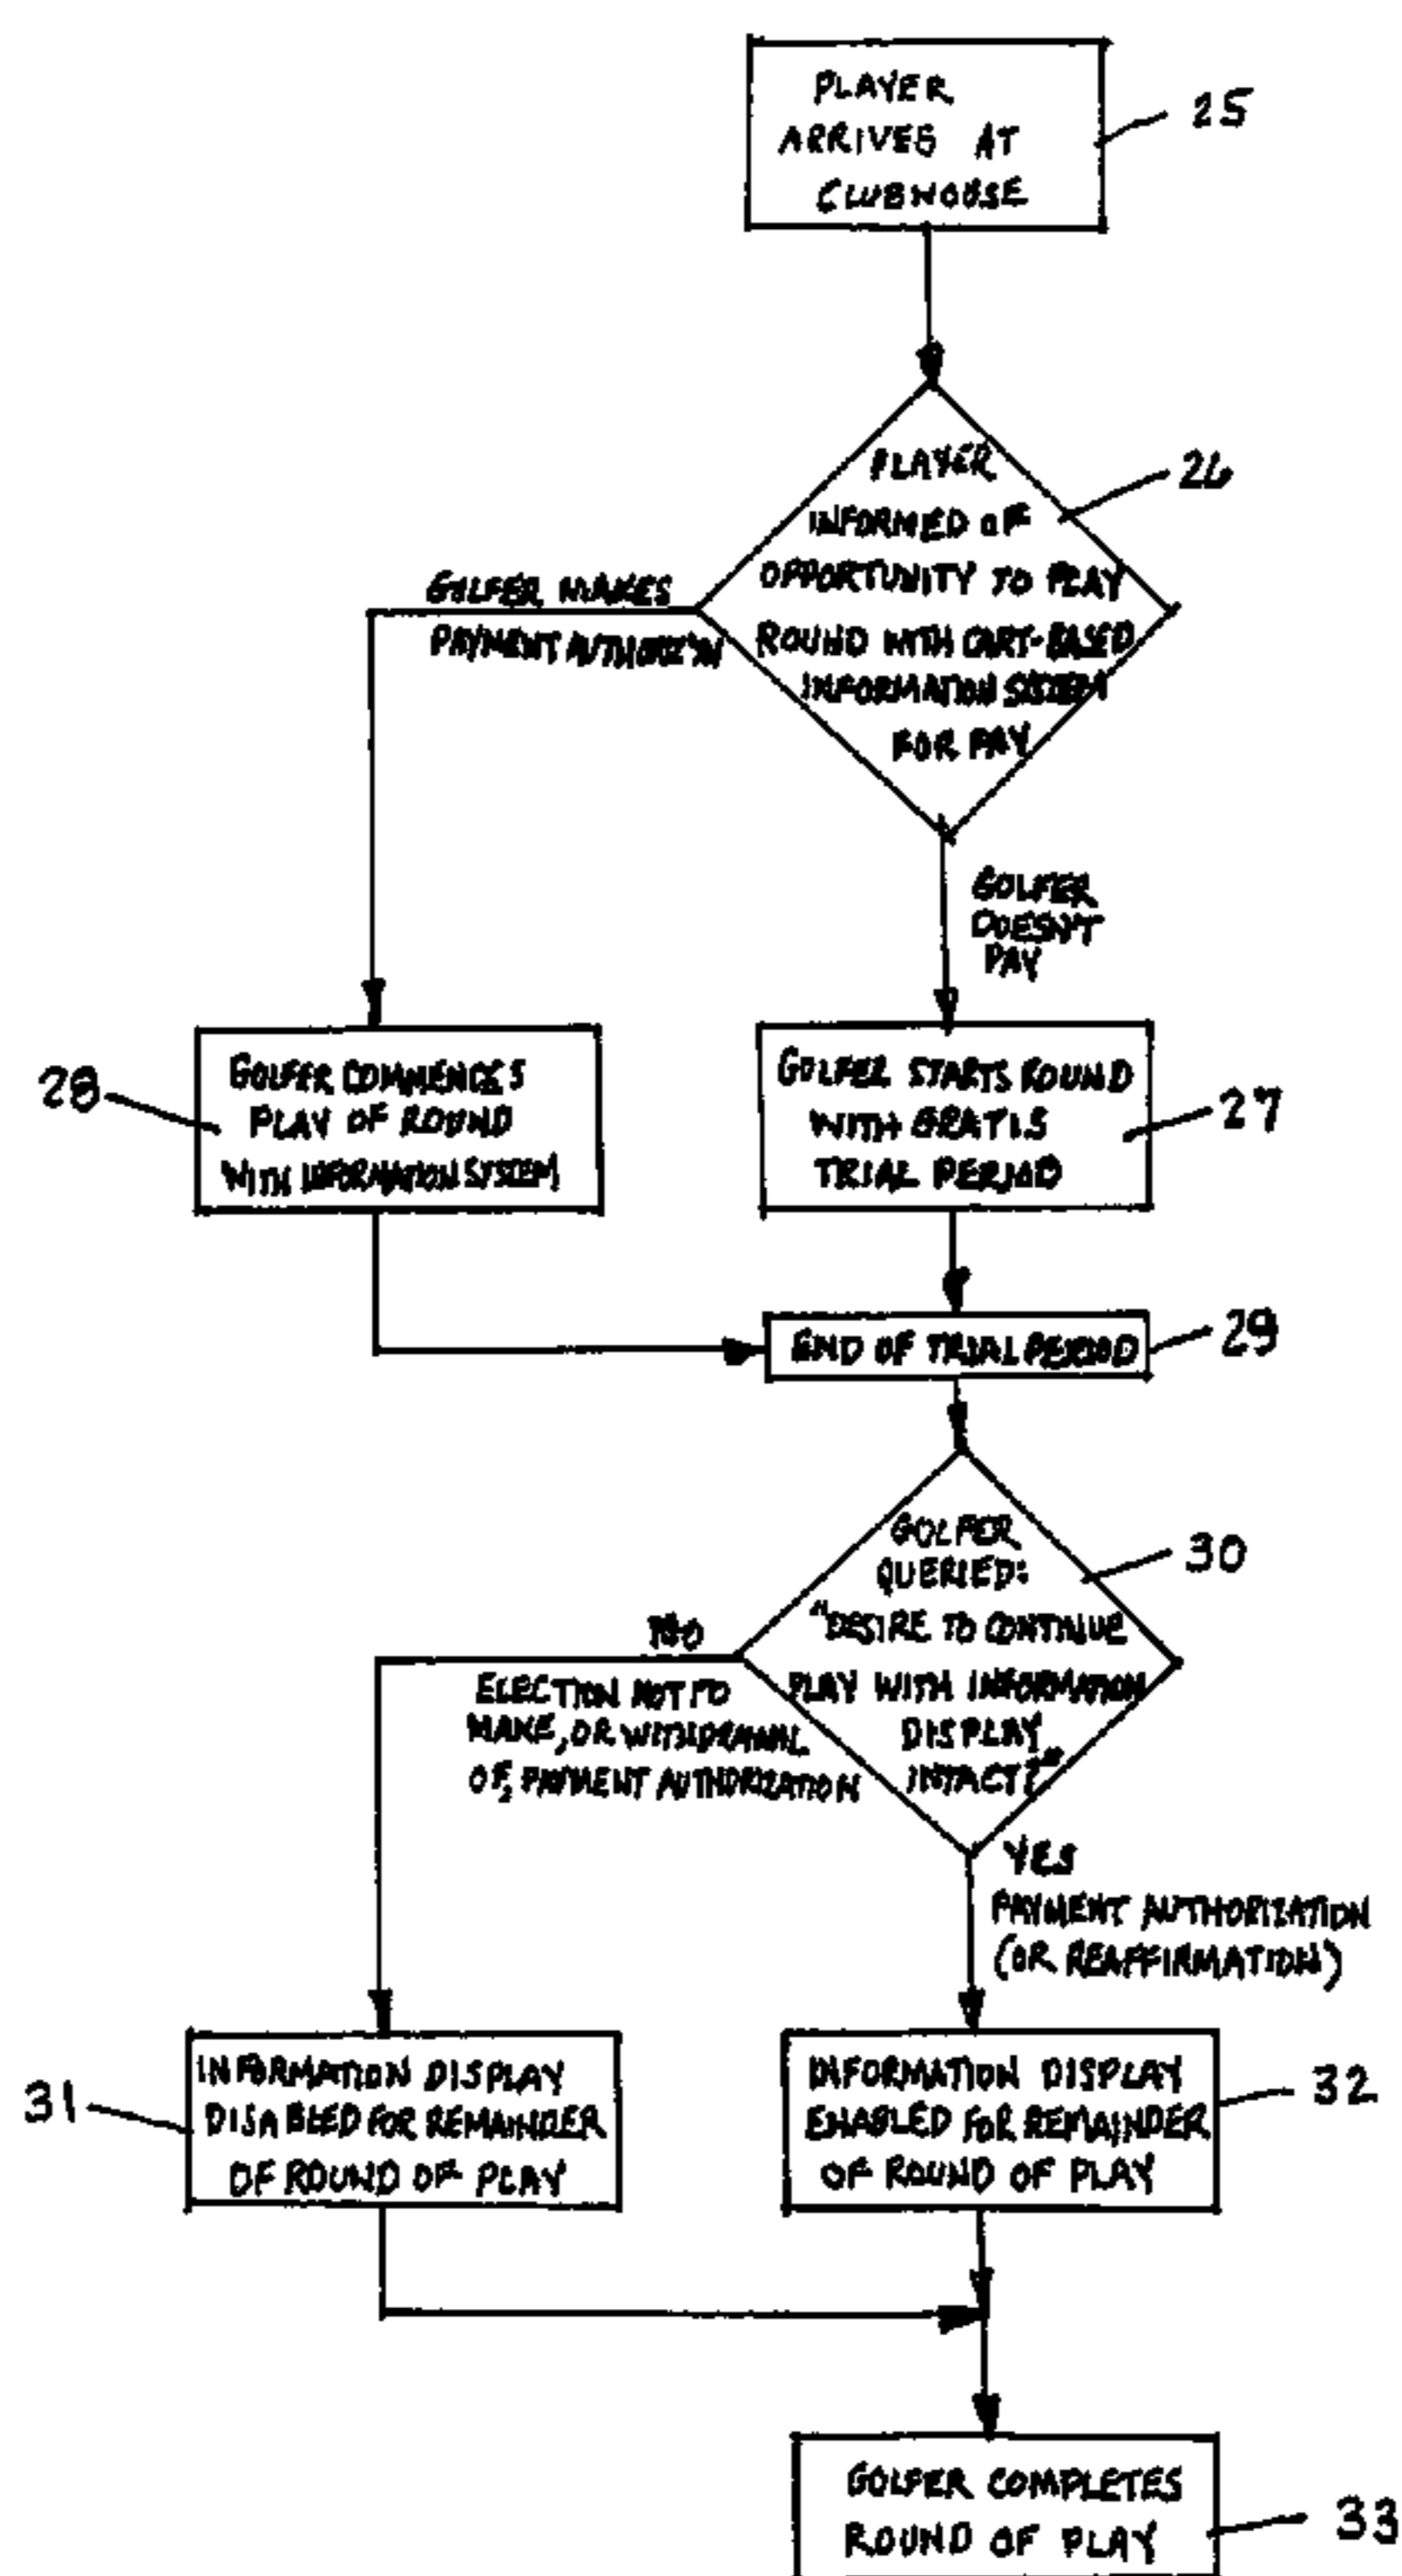 PLAYER
ARRIVES AT
CLUBHOUSE
25
PLAYER
INFORMED OF
OPPORTUNITY TO PLAY
ROUND WITH CART-BASED
INFORMATION SYSTEM
FOR PAY
26
GOLFER MAKES
PAYMENT AUTHORIZ'N
GOLFER
DOESN'T
PAY
28
GOLFER COMMENCES
PLAY OF ROUND
WITH INFORMATION SYSTEM
GOLFER STARTS ROUND
WITH GRATIS
TRIAL PERIOD
27
END OF TRIAL PERIOD
29
GOLFER
QUERIED:
"DESIRE TO CONTINUE
PLAY WITH INFORMATION
DISPLAY
INTACT?"
30
NO
ELECTION NOT TO
MAKE, OR WITHDRAWAL
OF, PAYMENT AUTHORIZATION
YES
PAYMENT AUTHORIZATION
(OR REAFFIRMATION)
31
INFORMATION DISPLAY
DISABLED FOR REMAINDER
OF ROUND OF PLAY
INFORMATION DISPLAY
ENABLED FOR REMAINDER
OF ROUND OF PLAY
32
GOLFER COMPLETES
ROUND OF PLAY
33